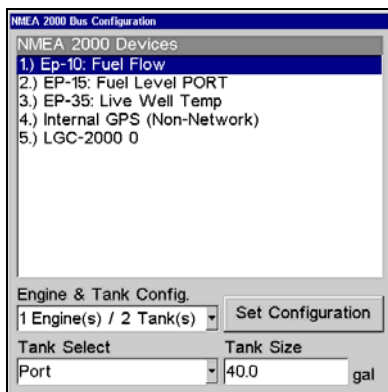 NMEA 2000 Bus Configuration
NMEA 2000 Devices
1.) Ep-10: Fuel Flow
2.) EP-15: Fuel Level PORT
3.) EP-35: Live Well Temp
4.) Internal GPS (Non-Network)
5.) LGC-2000 0
Engine & Tank Config.
1 Engine(s) / 2 Tank(s)
Set Configuration
Tank Select
Tank Size
Port
40.0
gal